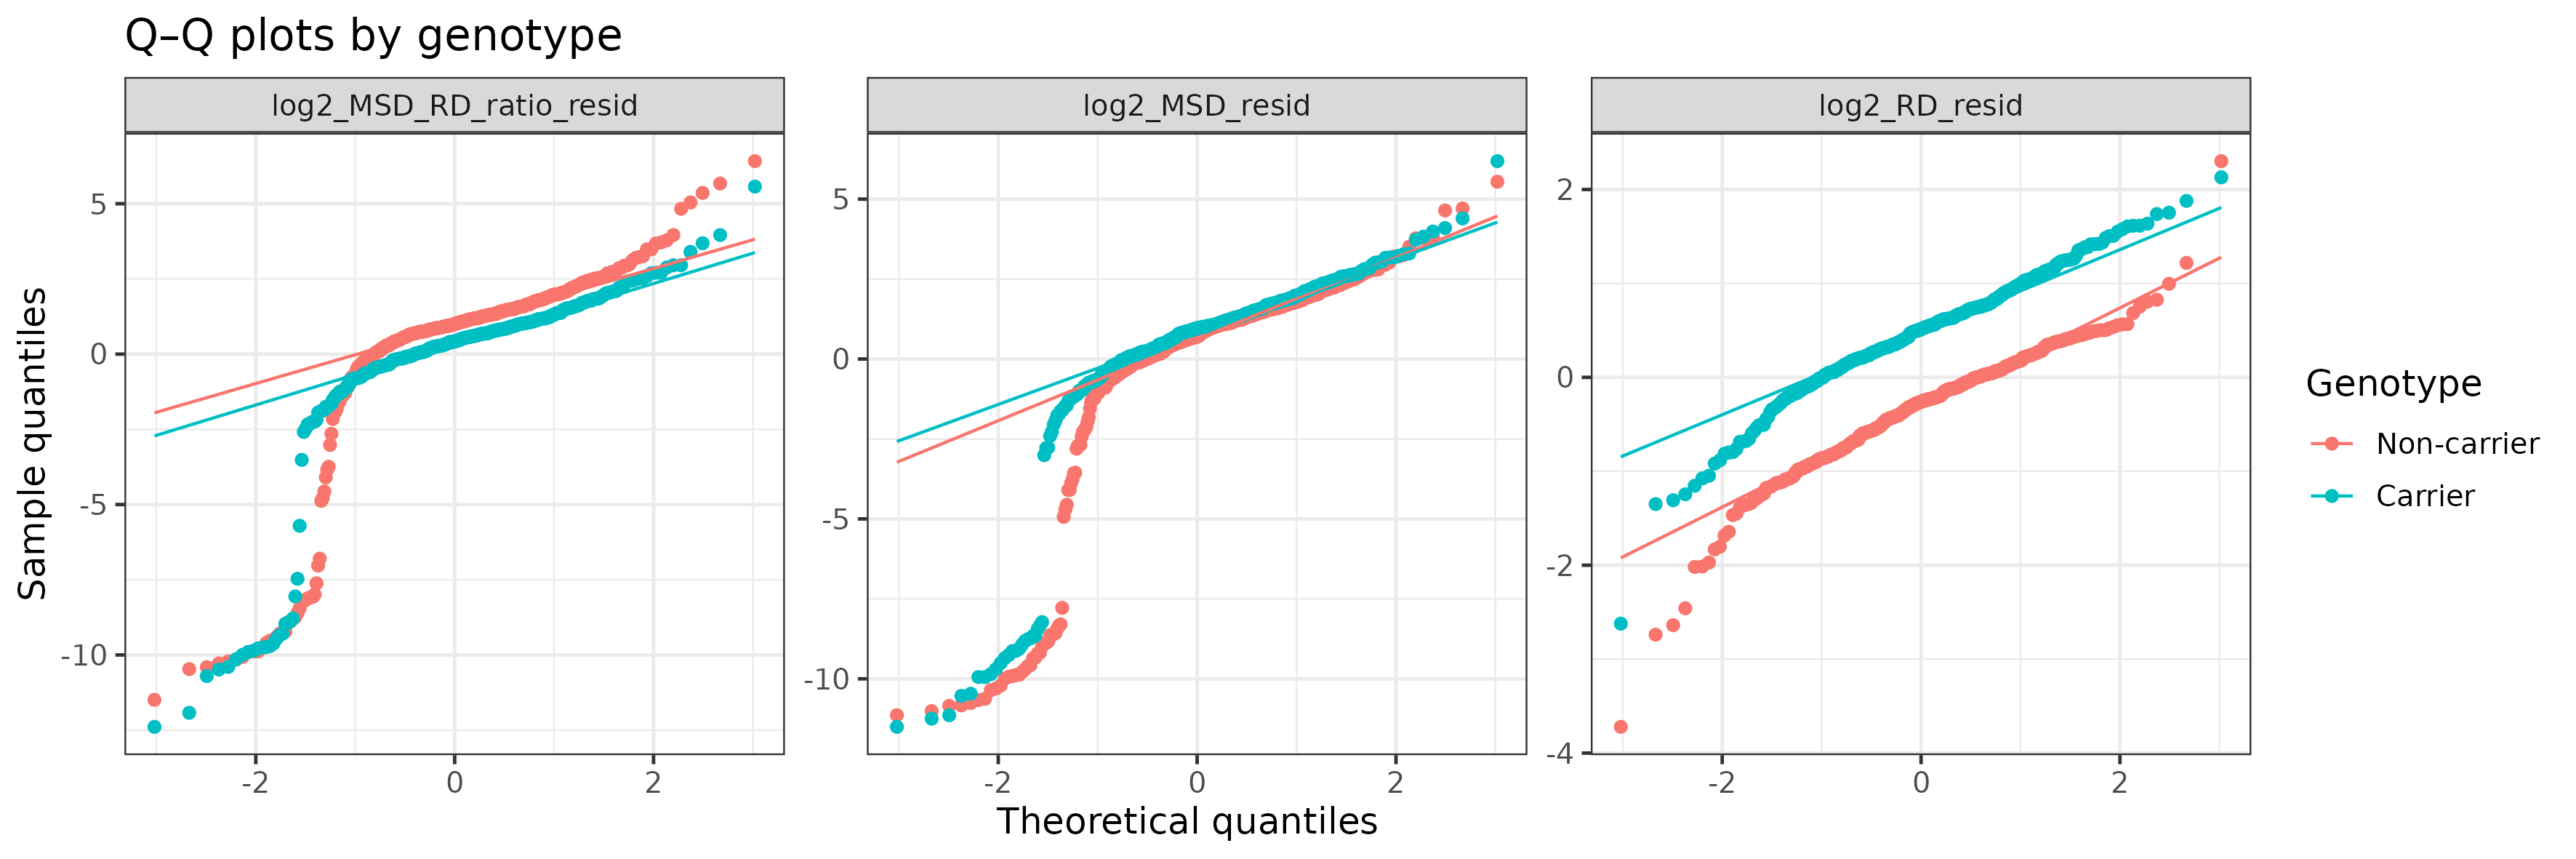 Q–Q plots by genotype
log2_MSD_RD_ratio_resid
log2_MSD_resid
log2_RD_resid
Sample quantiles
5
0
-5
-10
5
0
-5
-10
2
0
-2
-4
-2 0 2
-2 0 2
-2 0 2
Theoretical quantiles
Genotype
Non-carrier
Carrier